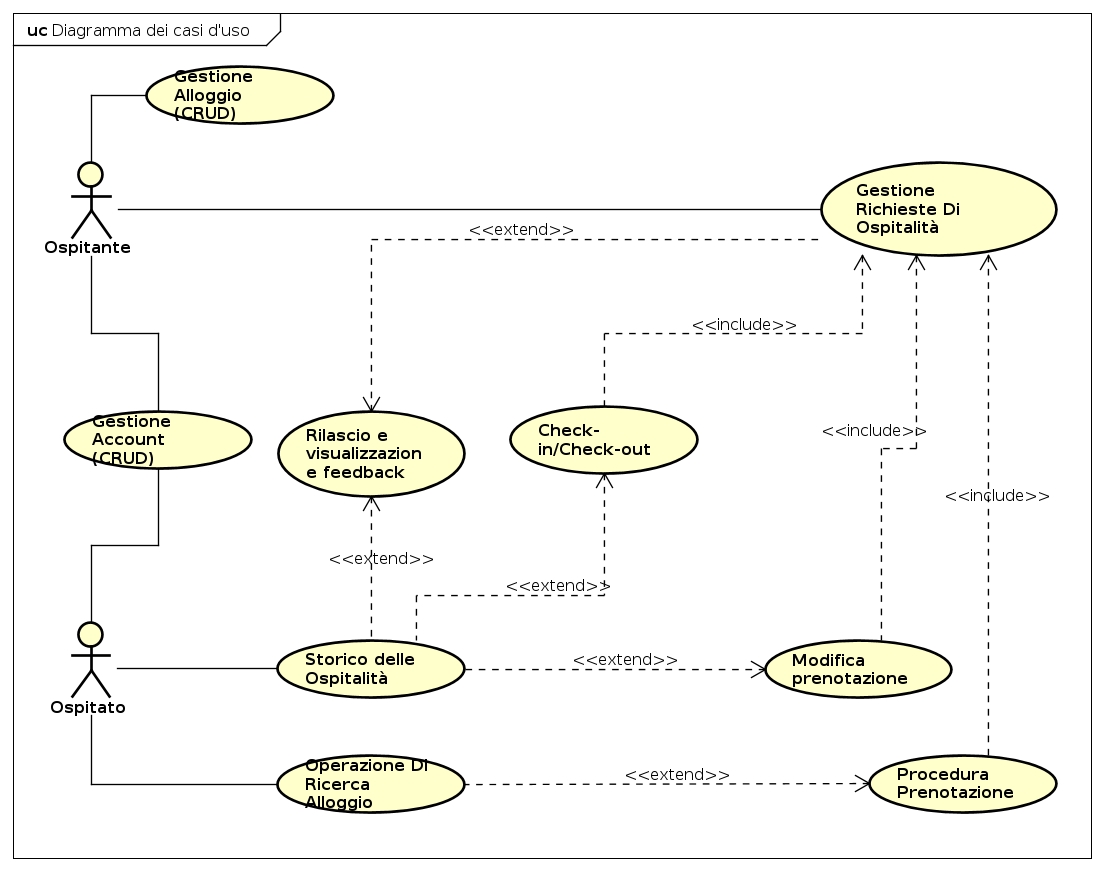 uc Diagramma dei casi d'uso
Gestione
Alloggio
(CRUD)
Ospitante
Gestione
Richieste Di
Ospitalità
<<extend>>
<<include>>
Gestione
Account
(CRUD)
Rilascio e
visualizzazion
e feedback
Check-
in/Check-out
<<include>>
<<include>>
<<extend>>
<<extend>>
Ospitato
Storico delle
Ospitalità
<<extend>>
Modifica
prenotazione
Operazione Di
Ricerca
Alloggio
<<extend>>
Procedura
Prenotazione